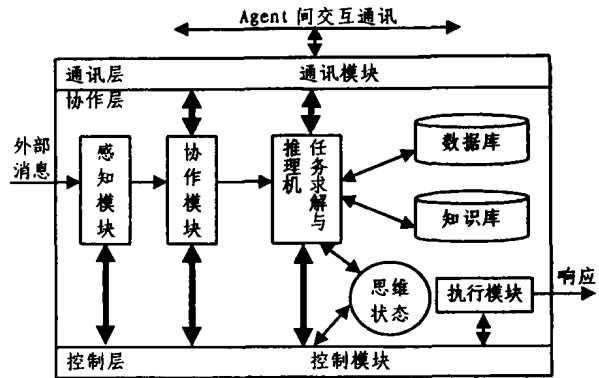 Agent 间交互通讯
通讯层
通讯模块
协作层
外部
消息
感知模块
协作模块
任务求解与
推理机
数据库
知识库
思维
状态
执行模块
响应
控制层
控制模块